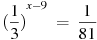 (1/3)^{x−9} = 1/81